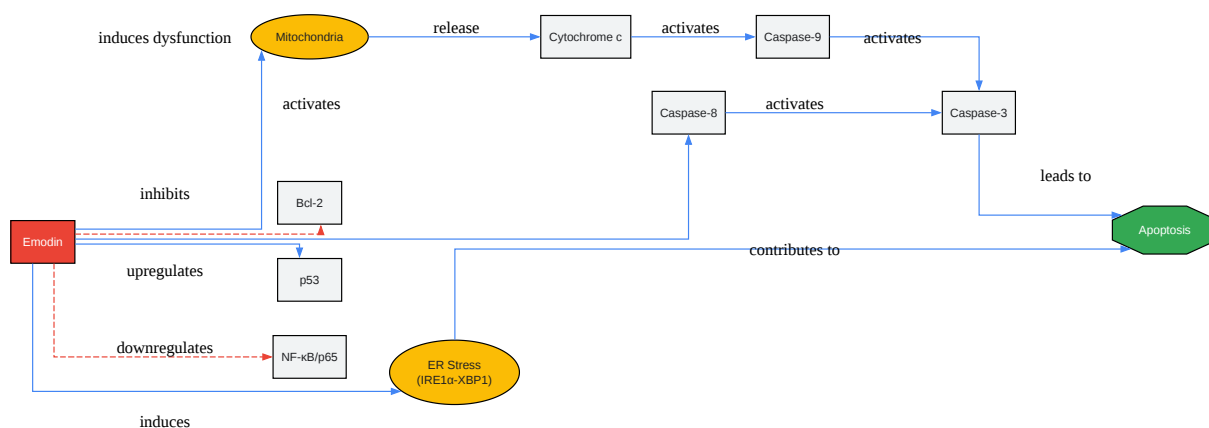 release
activates
activates
induces dysfunction
Mitochondria
Cytochrome c
Caspase-9
activates
activates
Caspase-8
Caspase-3
leads to
inhibits
Bcl-2
Emodin
Apoptosis
contributes to
upregulates
p53
downregulates
NF-κB/p65
ER Stress
(IRE1α-XBP1)
induces